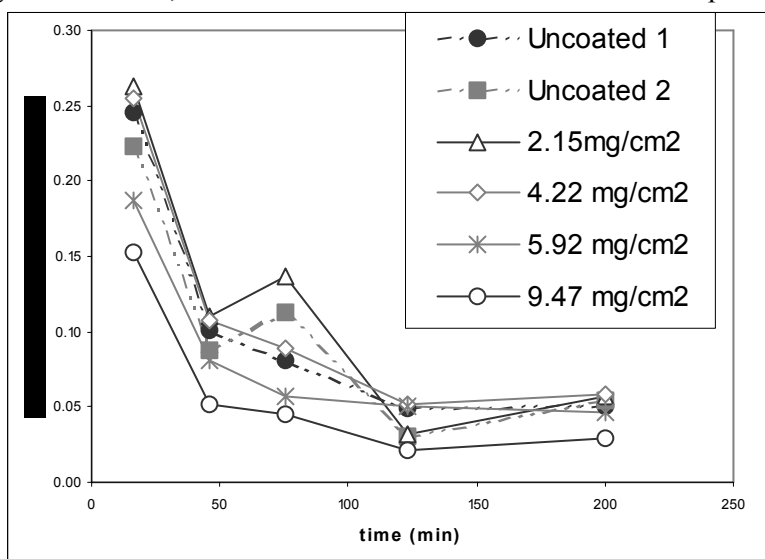 0.30
0.25
0.20
0.15
0.10
0.05
0.00
0
50
100
150
200
250
time (min)
Uncoated 1
Uncoated 2
2.15mg/cm2
4.22 mg/cm2
5.92 mg/cm2
9.47 mg/cm2